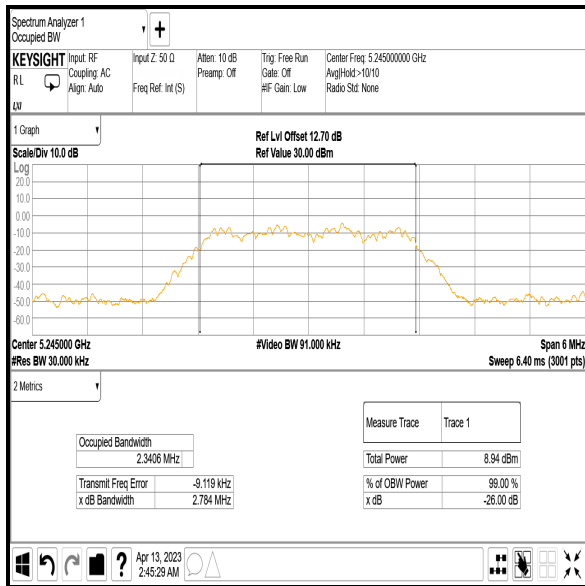 Spectrum Analyzer 1
Occupied BW
KEYSIGHT
RL
LXI
Input: RF
Coupling: AC
Align: Auto
Input Z: 50 Ω
Freq Ref: Int (S)
Atten: 10 dB
Preamp: Off
Trig: Free Run
Gate: Off
#IF Gain: Low
Center Freq: 5.245000000 GHz
Avg|Hold:>10/10
Radio Std: None
1 Graph
Scale/Div 10.0 dB
Ref Lvl Offset 12.70 dB
Ref Value 30.00 dBm
Log
20.0
10.0
0.00
-10.0
-20.0
-30.0
-40.0
-50.0
-60.0
Center 5.245000 GHz
#Res BW 30.000 kHz
#Video BW 91.000 kHz
Span 6 MHz
Sweep 6.40 ms (3001 pts)
2 Metrics
Occupied Bandwidth
2.3406 MHz
Transmit Freq Error -9.119 kHz
x dB Bandwidth 2.784 MHz
Measure Trace Trace 1
Total Power 8.94 dBm
% of OBW Power 99.00 %
x dB -26.00 dB
?
Apr 13, 2023
2:45:29 AM